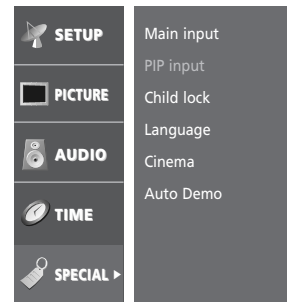 SETUP
PICTURE
AUDIO
TIME
SPECIAL ▶
Main input
PIP input
Child lock
Language
Cinema
Auto Demo